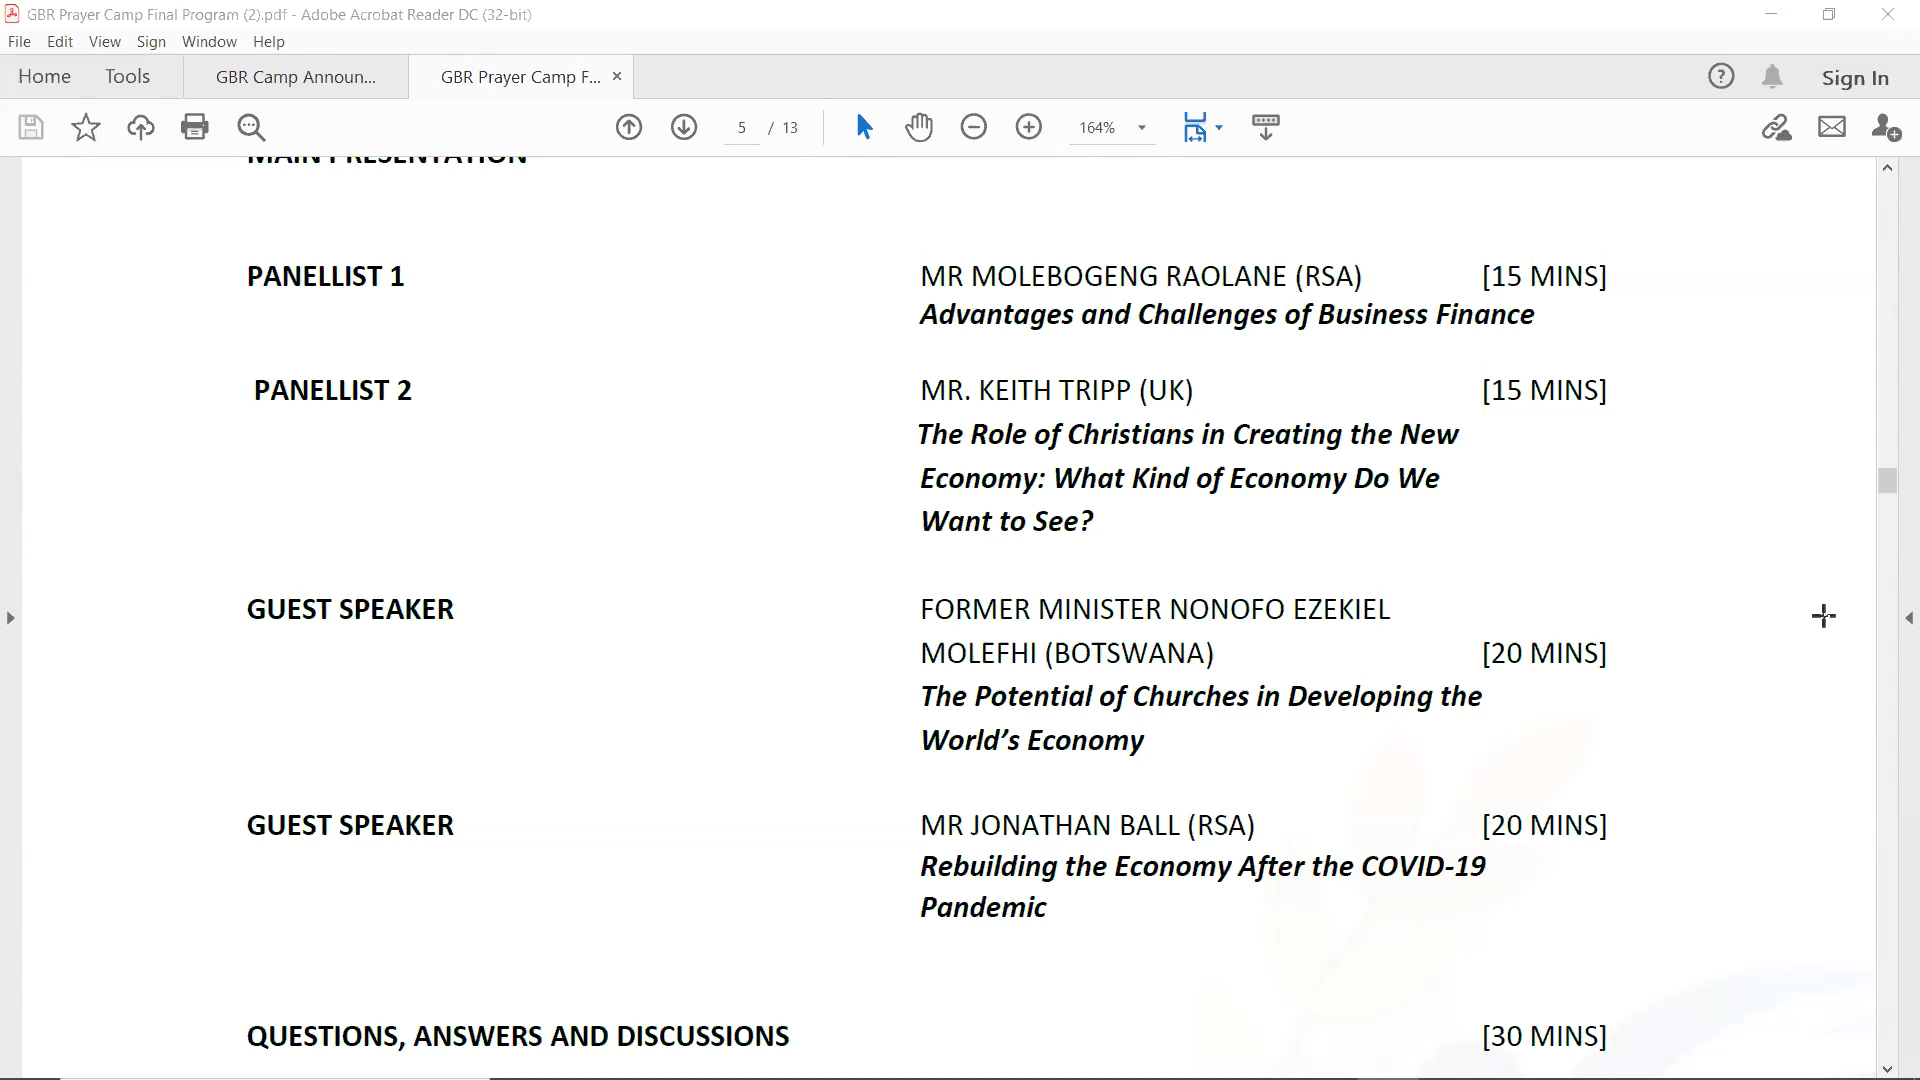 GBR Prayer Camp Final Program (2).pdf - Adobe Acrobat Reader DC (32-bit)
File Edit View Sign Window Help
Home Tools GBR Camp Announ... GBR Prayer Camp F... × Sign In
5 / 13 164%
MAIN PRESENTATION
PANELLIST 1 MR MOLEBOGENG RAOLANE (RSA) [15 MINS]
Advantages and Challenges of Business Finance
PANELLIST 2 MR. KEITH TRIPP (UK) [15 MINS]
The Role of Christians in Creating the New
Economy: What Kind of Economy Do We
Want to See?
GUEST SPEAKER FORMER MINISTER NONOFO EZEKIEL
MOLEFHI (BOTSWANA) [20 MINS]
The Potential of Churches in Developing the
World’s Economy
GUEST SPEAKER MR JONATHAN BALL (RSA) [20 MINS]
Rebuilding the Economy After the COVID-19
Pandemic
QUESTIONS, ANSWERS AND DISCUSSIONS [30 MINS]